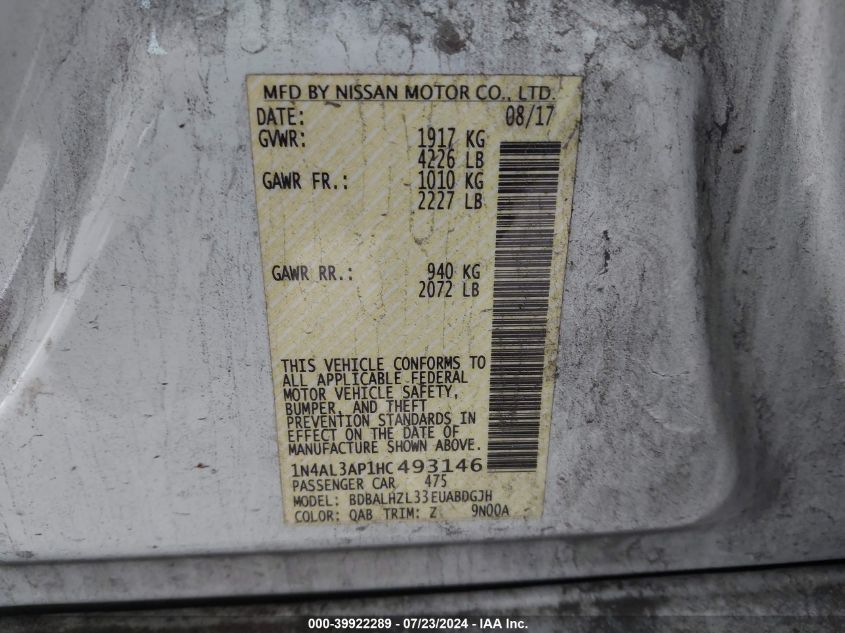 MFD BY NISSAN MOTOR CO., LTD.
DATE: 08/17
GVWR: 1917 KG
4226 LB
GAWR FR.: 1010 KG
2227 LB
GAWR RR.: 940 KG
2072 LB
THIS VEHICLE CONFORMS TO
ALL APPLICABLE FEDERAL
MOTOR VEHICLE SAFETY,
BUMPER, AND THEFT
PREVENTION STANDARDS IN
EFFECT ON THE DATE OF
MANUFACTURE SHOWN ABOVE.
1N4AL3AP1HC493146
PASSENGER CAR 475
MODEL: BDBALHZL33EUABDGJH
COLOR: QAB TRIM: Z 9N00A
000-39922289 / 07/23/2024 - IAA Inc.